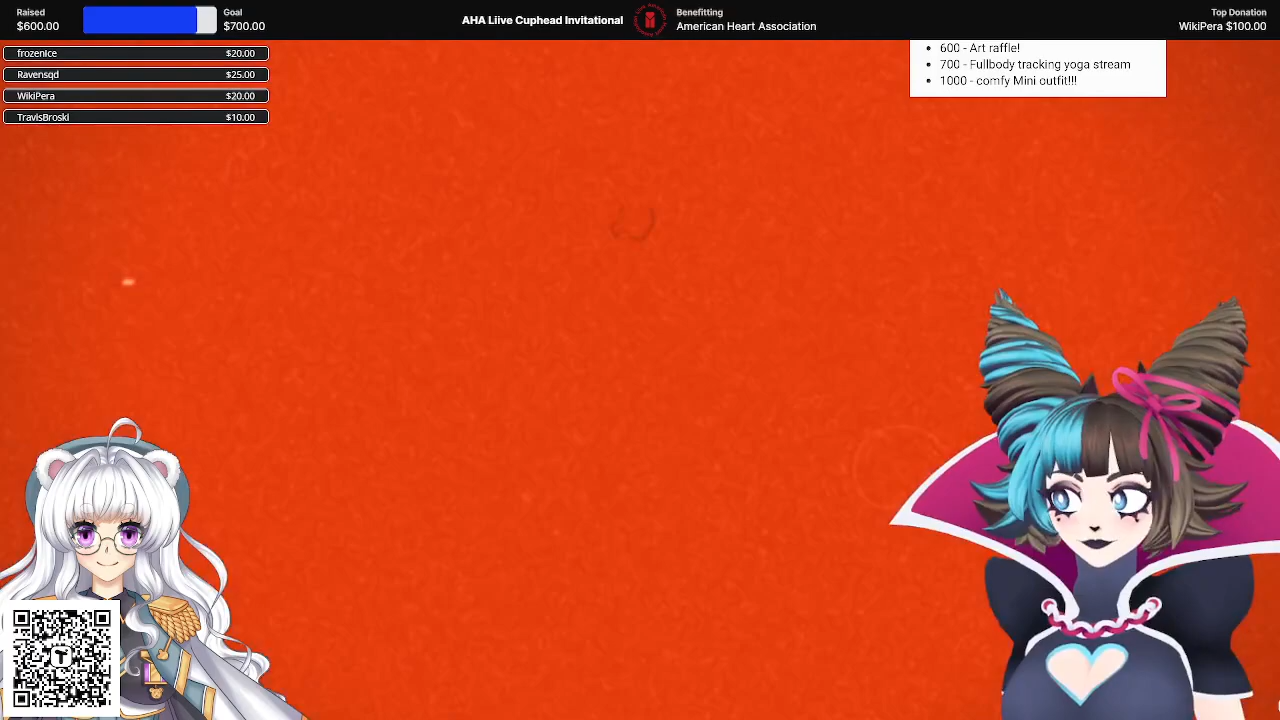 Raised
$600.00
Goal
$700.00
AHA Liive Cuphead Invitational
Benefitting
American Heart Association
Top Donation
WikiPera $100.00
frozenIce $20.00
Ravensqd $25.00
WikiPera $20.00
TravisBroski $10.00
600 - Art raffle!
700 - Fullbody tracking yoga stream
1000 - comfy Mini outfit!!!